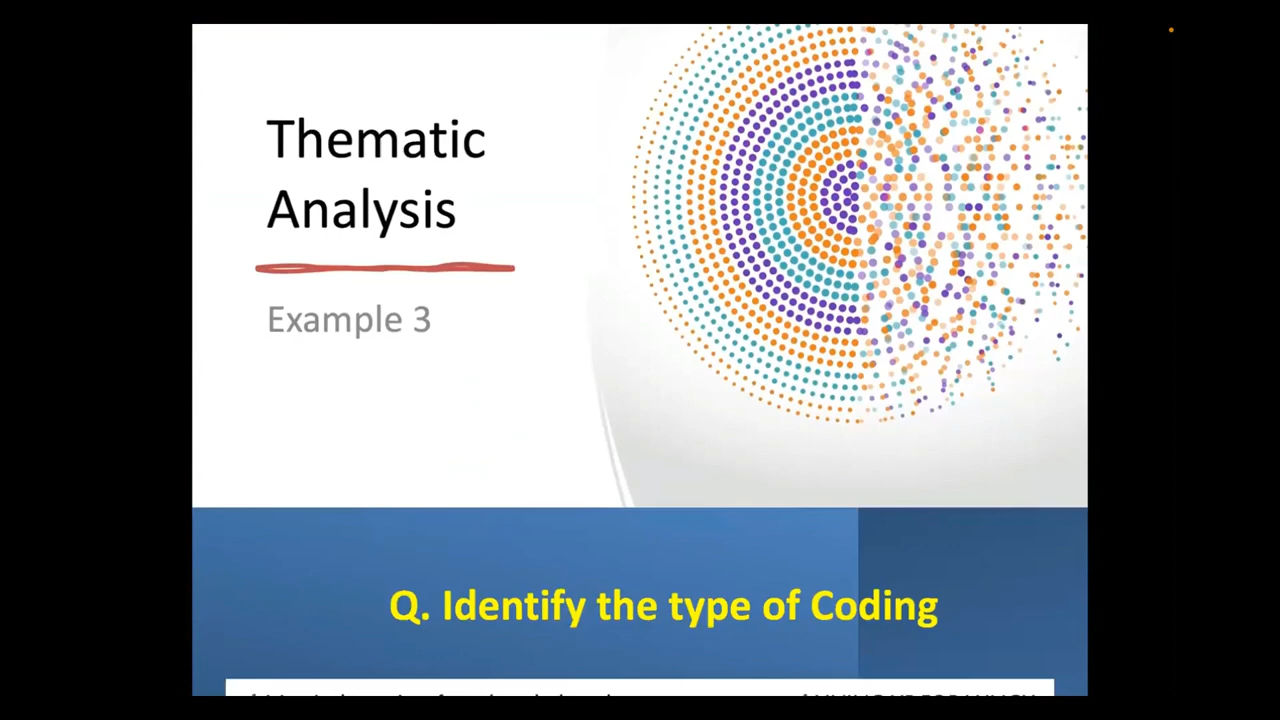 Thematic
Analysis
Example 3
Q. Identify the type of Coding